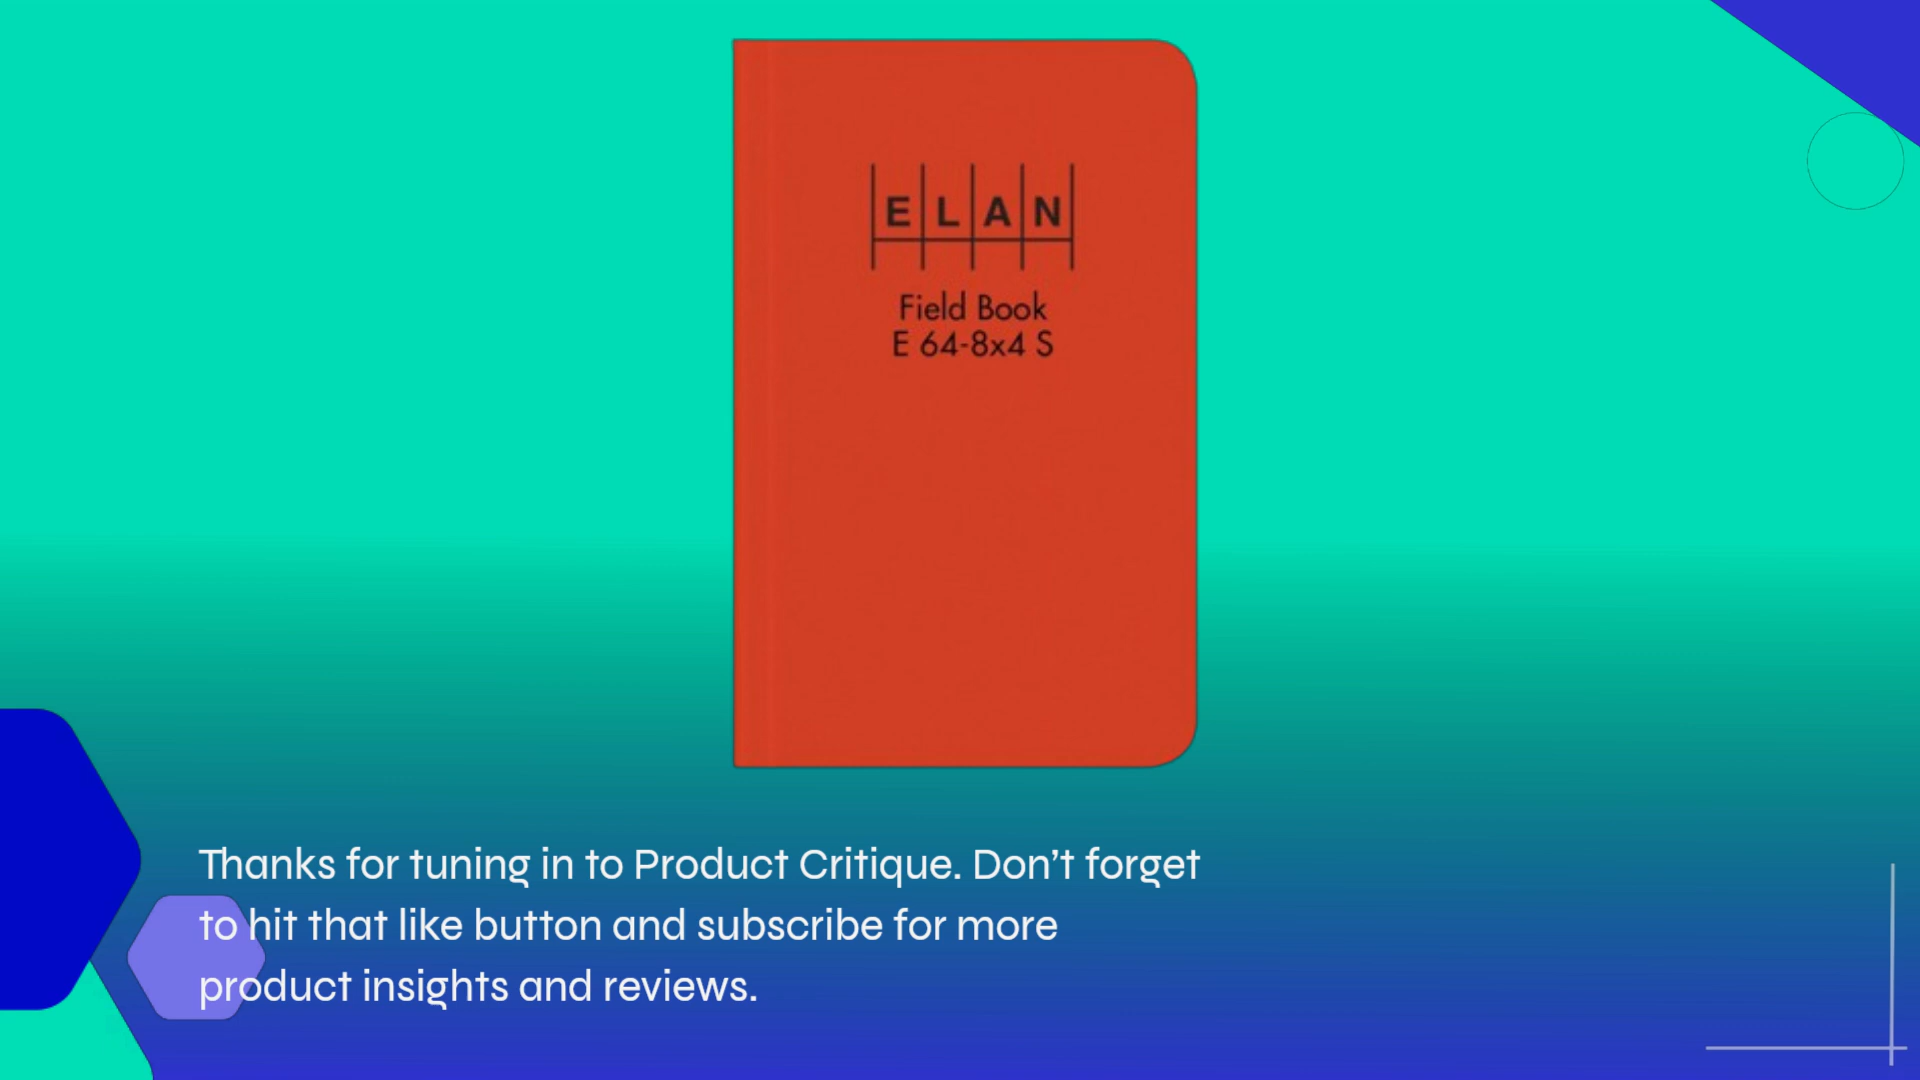 ELAN
Field Book
E 64-8x4 S
Thanks for tuning in to Product Critique. Don’t forget
to hit that like button and subscribe for more
product insights and reviews.